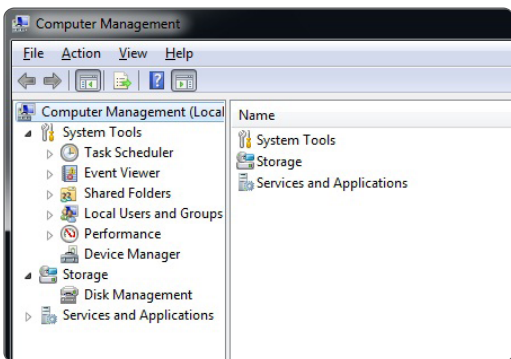 Computer Management
File Action View Help
Computer Management (Local
System Tools
Task Scheduler
Event Viewer
Shared Folders
Local Users and Groups
Performance
Device Manager
Storage
Disk Management
Services and Applications
Name
System Tools
Storage
Services and Applications